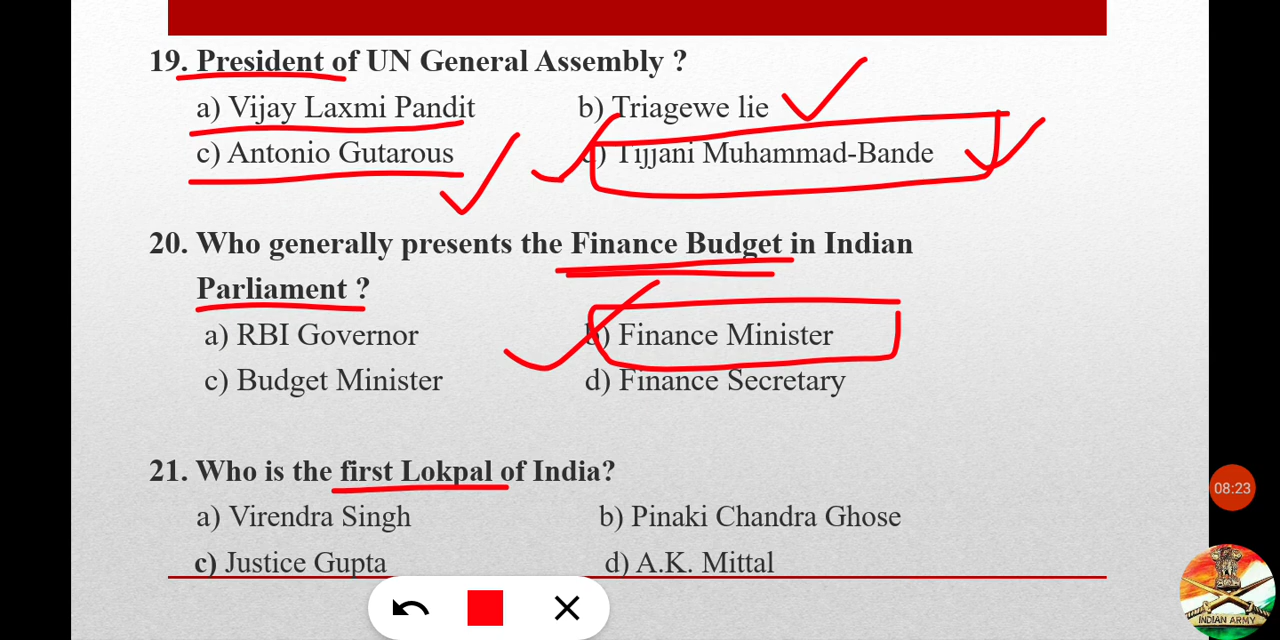 19. President of UN General Assembly ?
a) Vijay Laxmi Pandit b) Triagewe lie
c) Antonio Gutarous d) Tijjani Muhammad-Bande
20. Who generally presents the Finance Budget in Indian
Parliament ?
a) RBI Governor b) Finance Minister
c) Budget Minister d) Finance Secretary
21. Who is the first Lokpal of India?
a) Virendra Singh b) Pinaki Chandra Ghose
c) Justice Gupta d) A.K. Mittal
08:23
INDIAN ARMY